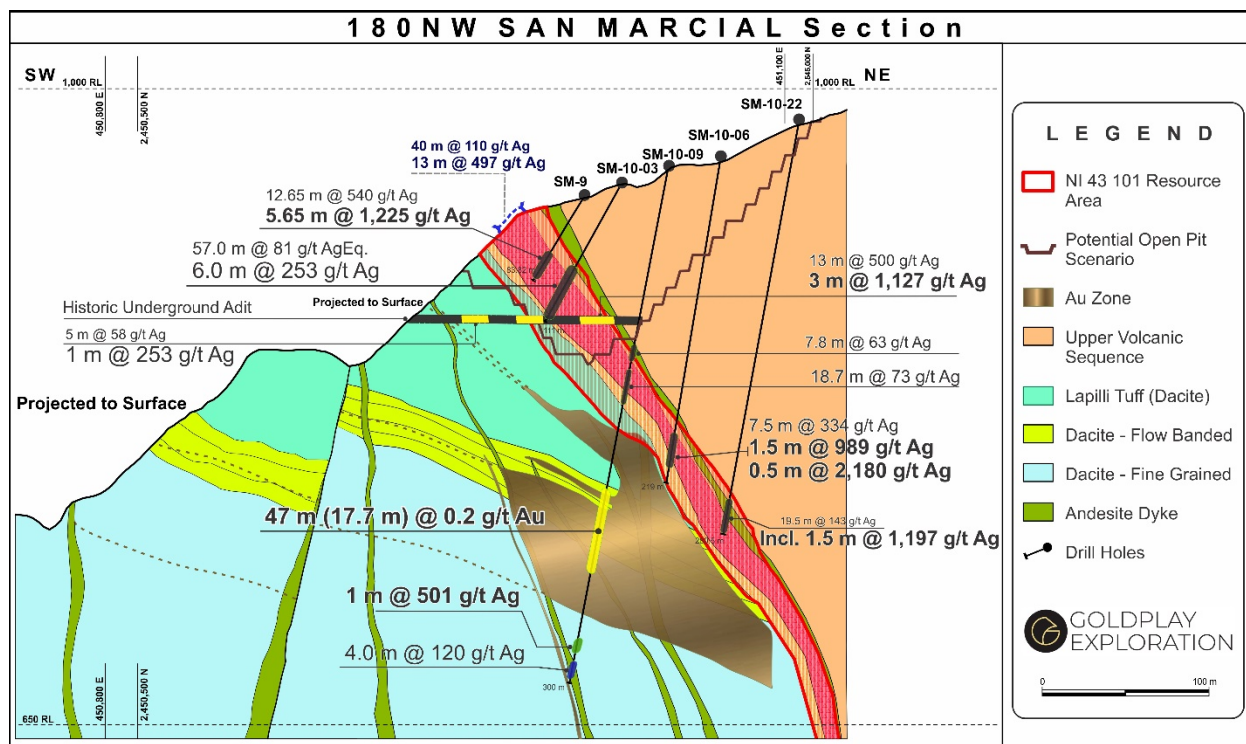 180NW SAN MARCIAL Section
SW
1,000 RL
450,800 E
2,450,500 N
451,100 E
2,545,000 N
1,000 RL
NE
SM-10-22
SM-10-06
SM-10-09
SM-10-03
SM-9
40 m @ 110 g/t Ag
13 m @ 497 g/t Ag
12.65 m @ 540 g/t Ag
5.65 m @ 1,225 g/t Ag
57.0 m @ 81 g/t AgEq.
6.0 m @ 253 g/t Ag
13 m @ 500 g/t Ag
3 m @ 1,127 g/t Ag
Historic Underground Adit
Projected to Surface
5 m @ 58 g/t Ag
1 m @ 253 g/t Ag
7.8 m @ 63 g/t Ag
18.7 m @ 73 g/t Ag
Projected to Surface
7.5 m @ 334 g/t Ag
1.5 m @ 989 g/t Ag
0.5 m @ 2,180 g/t Ag
219 m
47 m (17.7 m) @ 0.2 g/t Au
19.5 m @ 143 g/t Ag
Incl. 1.5 m @ 1,197 g/t Ag
1 m @ 501 g/t Ag
4.0 m @ 120 g/t Ag
300 m
450,800 E
2,450,500 N
650 RL
LEGEND
NI 43 101 Resource
Area
Potential Open Pit
Scenario
Au Zone
Upper Volcanic
Sequence
Lapilli Tuff (Dacite)
Dacite - Flow Banded
Dacite - Fine Grained
Andesite Dyke
Drill Holes
GOLDPLAY
EXPLORATION
0
100 m